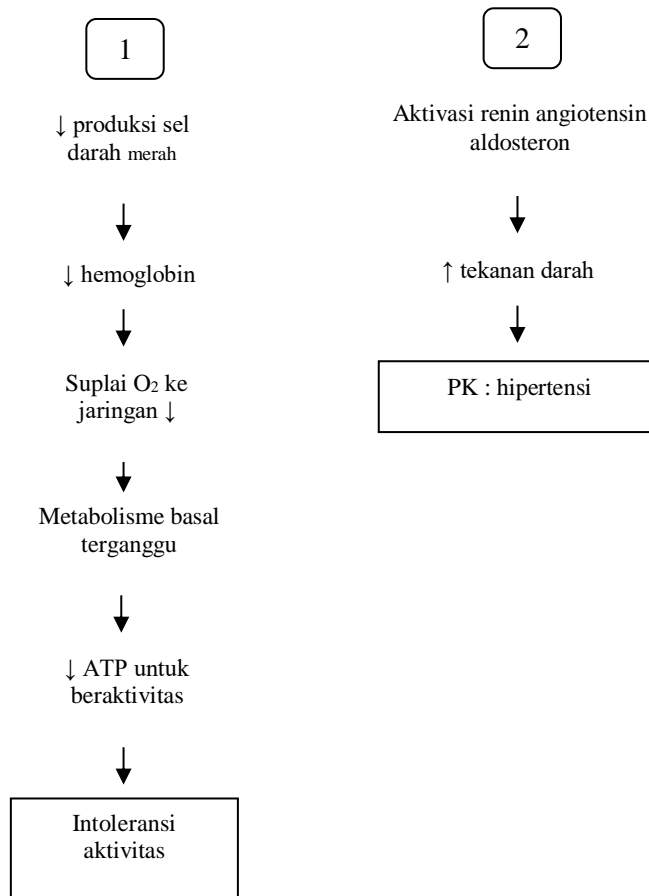 1
↓ produksi sel
darah merah
↓ hemoglobin
Suplai O₂ ke
jaringan ↓
Metabolisme basal
terganggu
↓ ATP untuk
beraktivitas
Intoleransi
aktivitas
2
Aktivasi renin angiotensin
aldosteron
↑ tekanan darah
PK : hipertensi